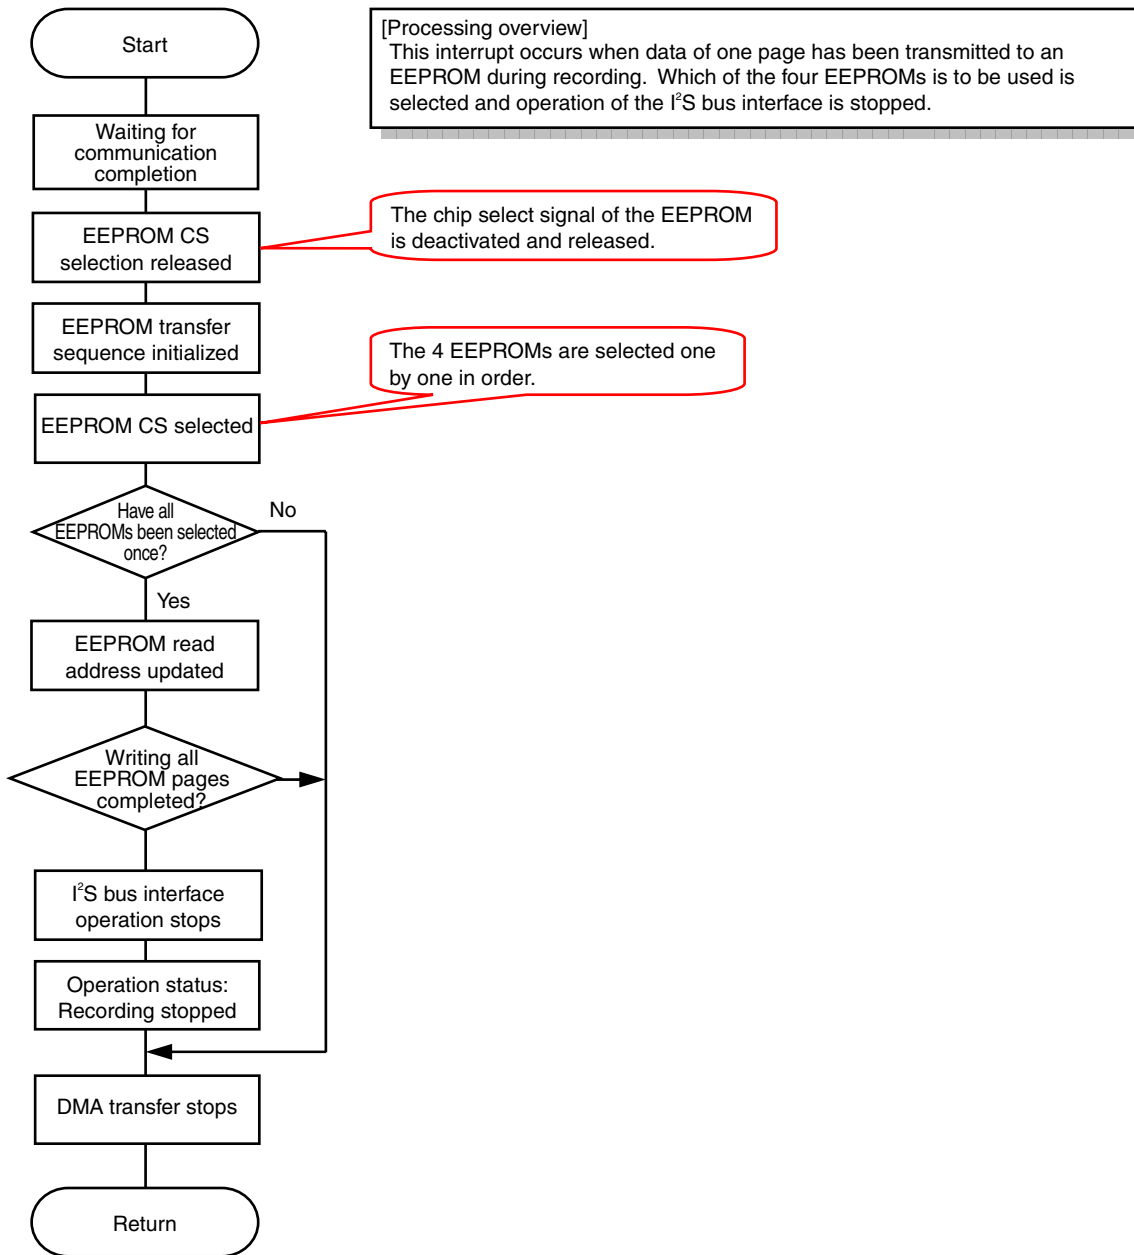 Start
[Processing overview]
This interrupt occurs when data of one page has been transmitted to an
EEPROM during recording. Which of the four EEPROMs is to be used is
selected and operation of the I²S bus interface is stopped.
Waiting for
communication
completion
EEPROM CS
selection released
The chip select signal of the EEPROM
is deactivated and released.
EEPROM transfer
sequence initialized
The 4 EEPROMs are selected one
by one in order.
EEPROM CS selected
Have all
EEPROMs been selected
once?
No
Yes
EEPROM read
address updated
Writing all
EEPROM pages
completed?
I²S bus interface
operation stops
Operation status:
Recording stopped
DMA transfer stops
Return